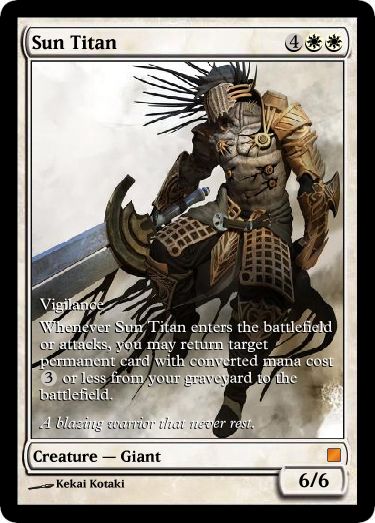 Sun Titan 4
Vigilance
Whenever Sun Titan enters the battlefield
or attacks, you may return target
permanent card with converted mana cost
3 or less from your graveyard to the
battlefield.
A blazing warrior that never rest.
Creature — Giant
6/6
Kekai Kotaki